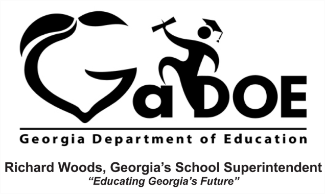 GaDOE
Georgia Department of Education
Richard Woods, Georgia's School Superintendent
"Educating Georgia's Future"